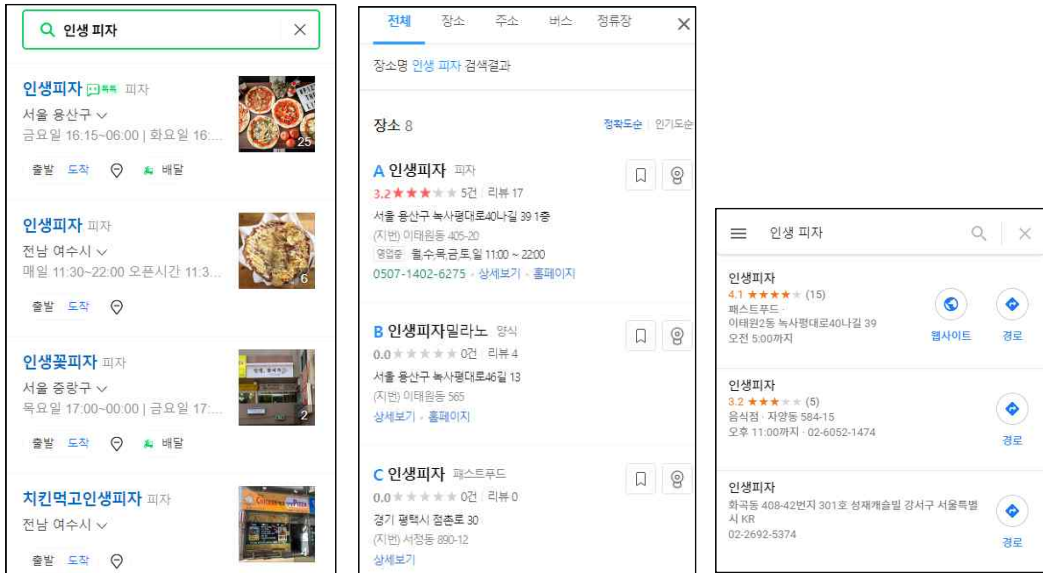 인생 피자
인생피자 톡톡 피자
서울 용산구
금요일 16:15~06:00 | 화요일 16:...
25
출발 도착 배달
인생피자 피자
전남 여수시
매일 11:30~22:00 오픈시간 11:3...
6
출발 도착
인생꽃피자 피자
서울 중랑구
목요일 17:00~00:00 | 금요일 17:...
2
출발 도착 배달
치킨먹고인생피자 피자
전남 여수시
출발 도착
전체 장소 주소 버스 정류장
장소명 인생 피자 검색결과
장소 8 정확도순 인기도순
A 인생피자 피자
3.2 ★★★★★ 5건 리뷰 17
서울 용산구 녹사평대로40나길 39 1층
(지번) 이태원동 405-20
영업중 월,수,목,금,토,일 11:00 ~ 22:00
0507-1402-6275 · 상세보기 · 홈페이지
B 인생피자밀라노 양식
0.0 ★★★★★ 0건 리뷰 4
서울 용산구 녹사평대로46길 13
(지번) 이태원동 565
상세보기 · 홈페이지
C 인생피자 패스트푸드
0.0 ★★★★★ 0건 리뷰 0
경기 평택시 점촌로 30
(지번) 서정동 890-12
상세보기
인생 피자
인생피자
4.1 ★★★★★ (15)
패스트푸드 ·
이태원2동 녹사평대로40나길 39
오전 5:00까지
웹사이트 경로
인생피자
3.2 ★★★★★ (5)
음식점 · 자양동 584-15
오후 11:00까지 · 02-6052-1474
경로
인생피자
화곡동 408-42번지 301호 성재캐슬빌 강서구 서울특별
시 KR
02-2692-5374
경로